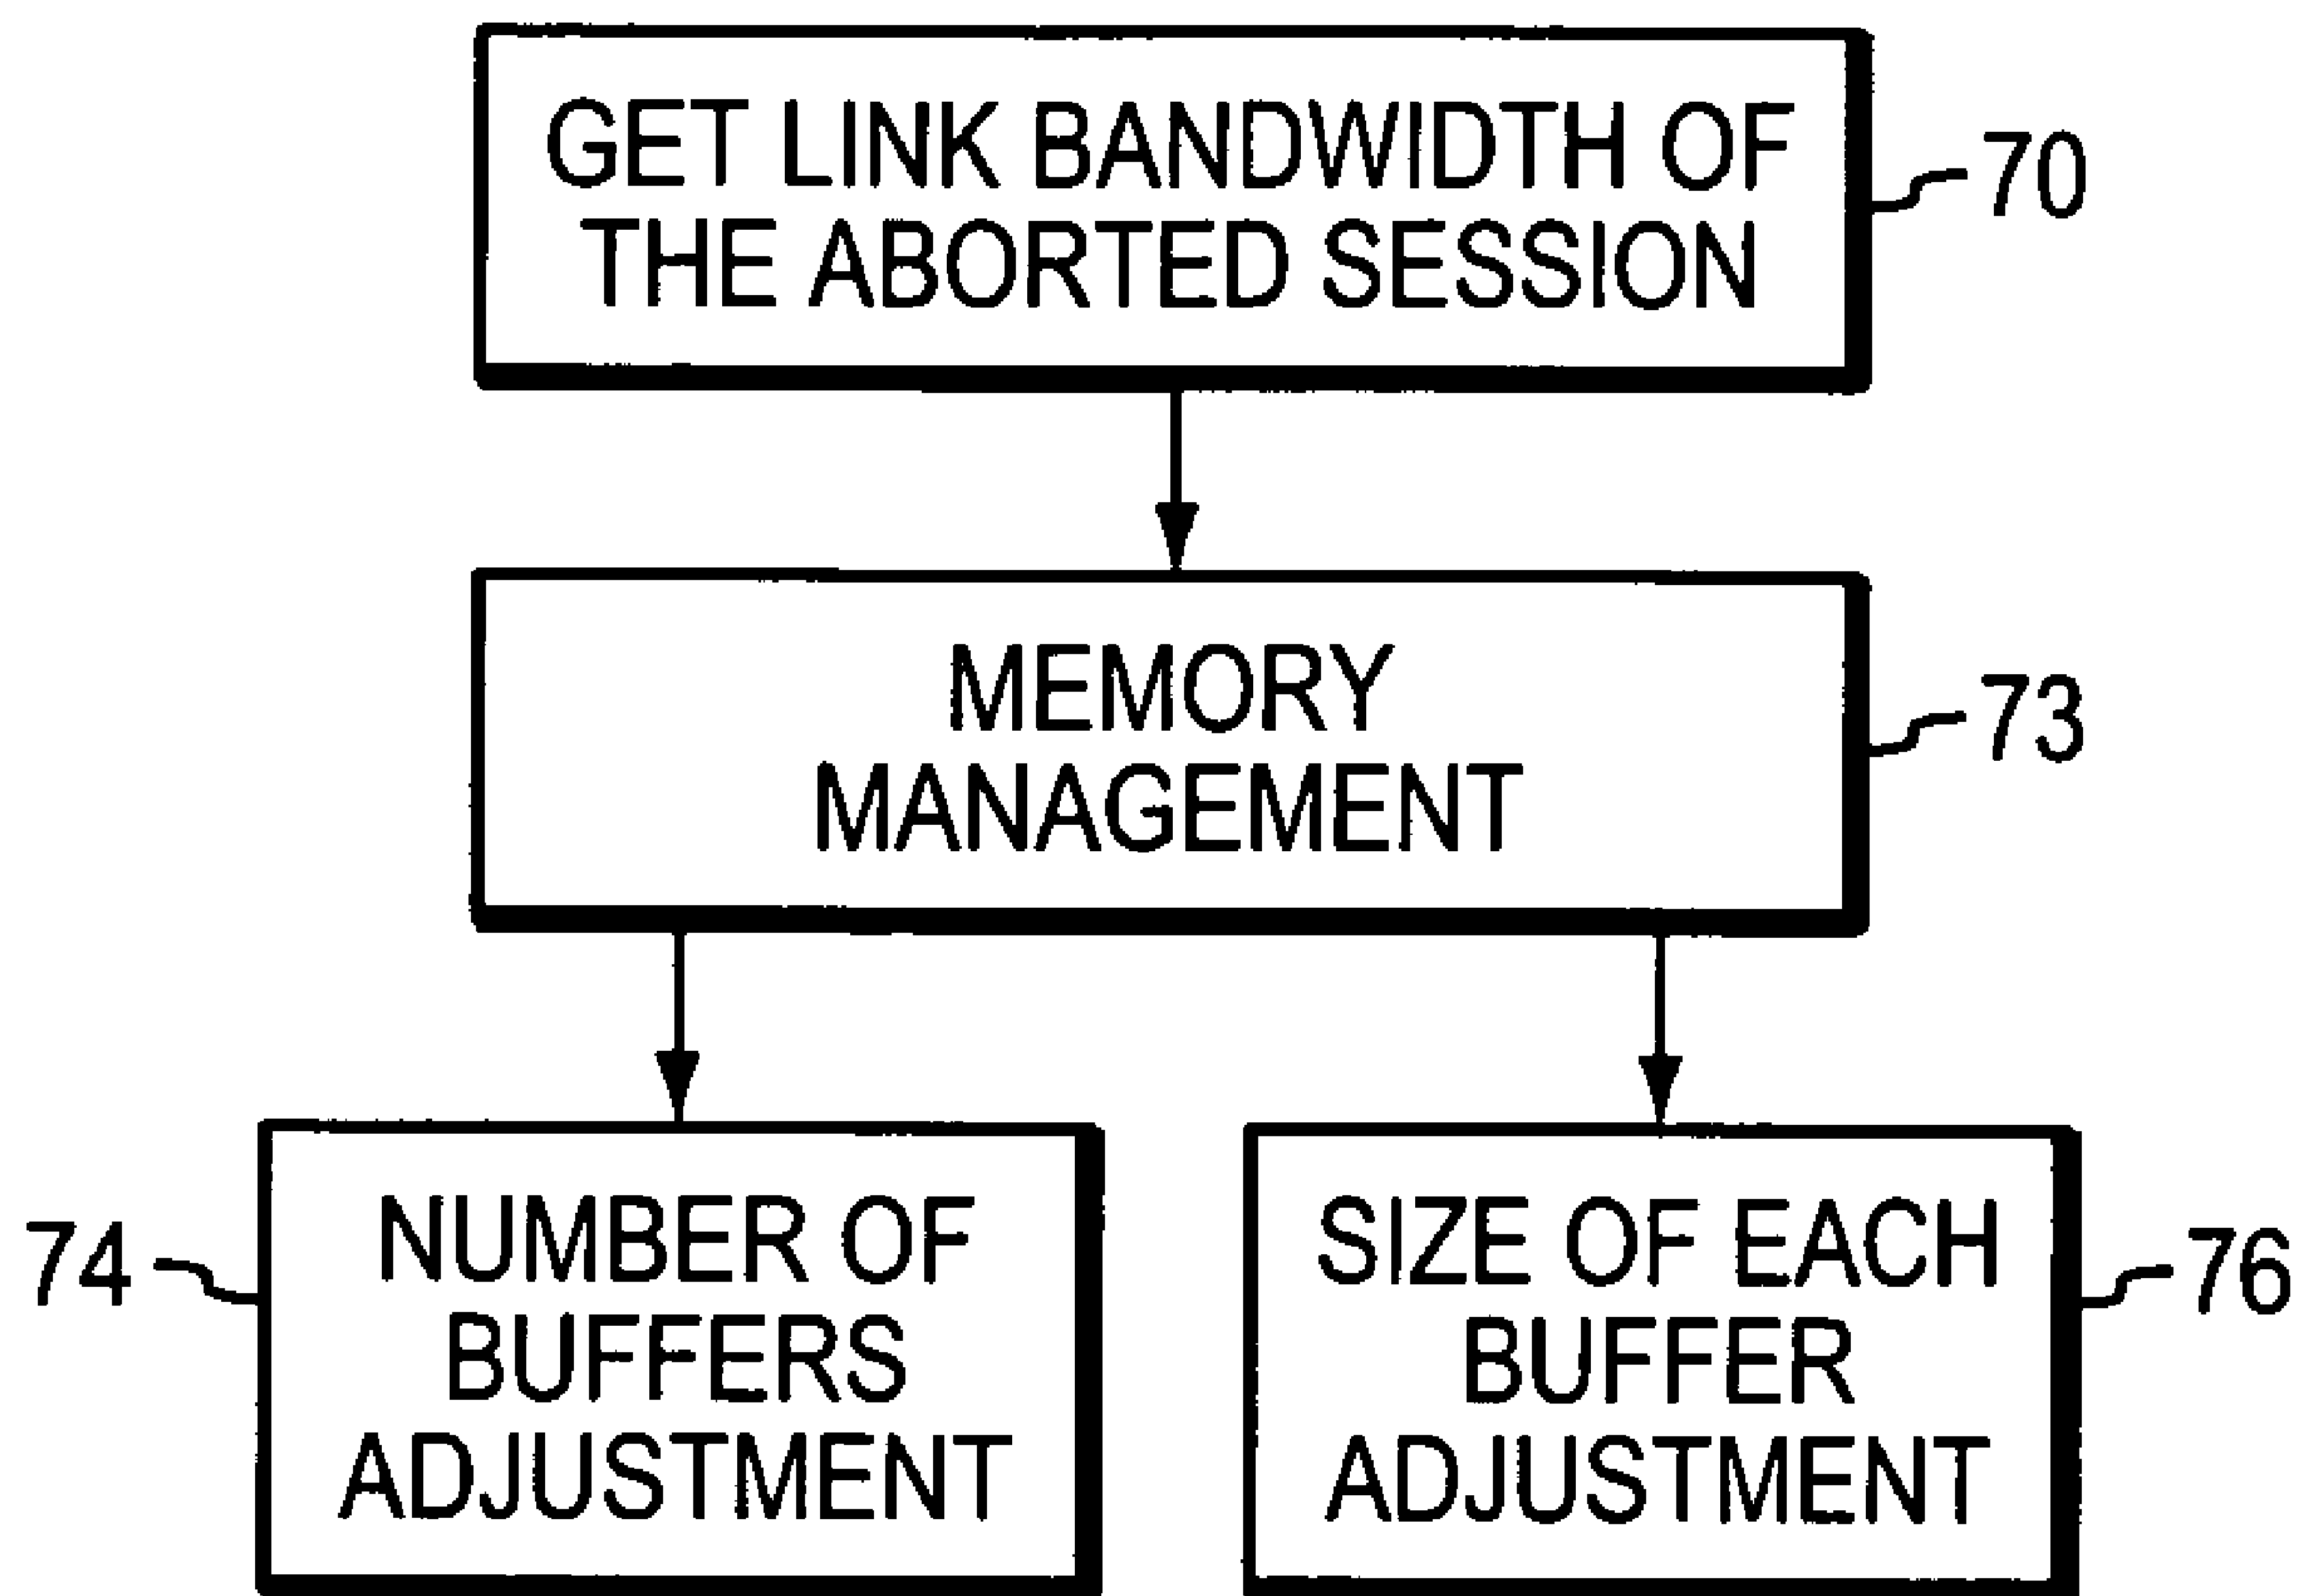 GET LINK BANDWIDTH OF
THE ABORTED SESSION
70
MEMORY
MANAGEMENT
73
74
NUMBER OF
BUFFERS
ADJUSTMENT
SIZE OF EACH
BUFFER
ADJUSTMENT
76